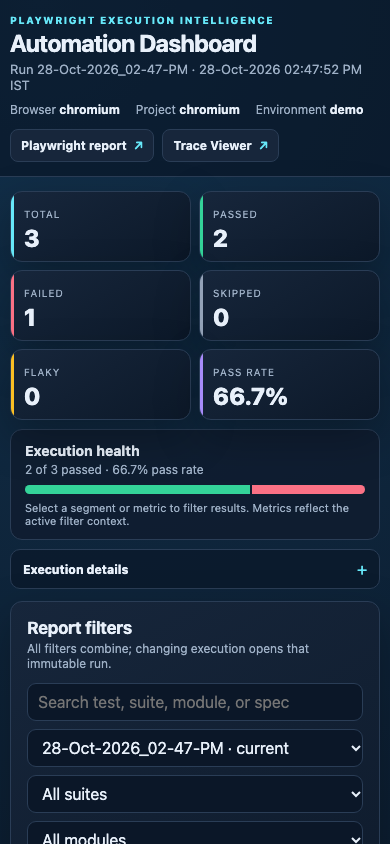 PLAYWRIGHT EXECUTION INTELLIGENCE
Automation Dashboard
Run 28-Oct-2026_02-47-PM · 28-Oct-2026 02:47:52 PM
IST
Browser chromium Project chromium Environment demo
Playwright report ↗ Trace Viewer ↗
TOTAL
3
PASSED
2
FAILED
1
SKIPPED
0
FLAKY
0
PASS RATE
66.7%
Execution health
2 of 3 passed · 66.7% pass rate
Select a segment or metric to filter results. Metrics reflect the
active filter context.
Execution details +
Report filters
All filters combine; changing execution opens that
immutable run.
Search test, suite, module, or spec
28-Oct-2026_02-47-PM · current
All suites
All modules